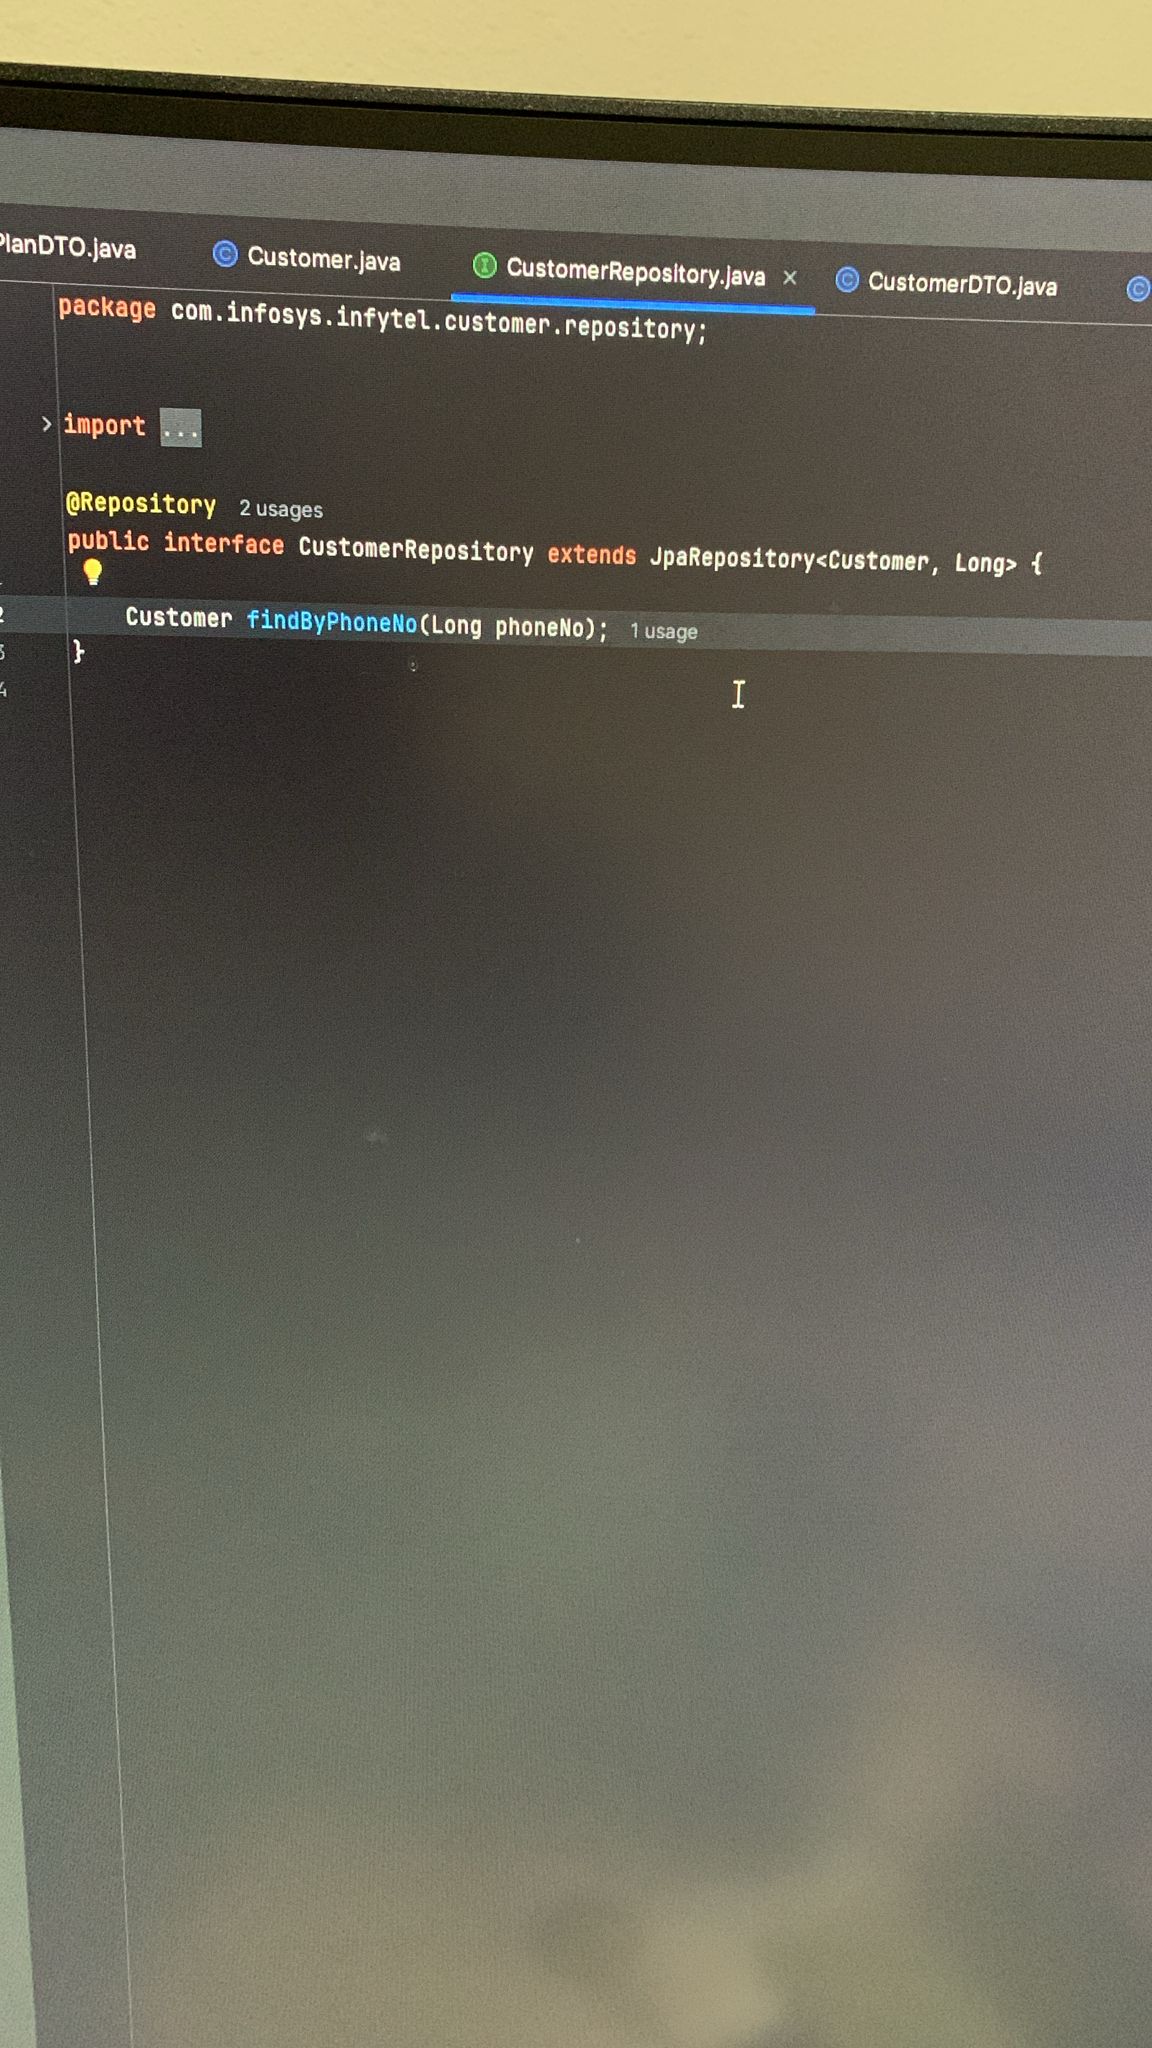 PlanDTO.java Customer.java CustomerRepository.java × CustomerDTO.java
package com.infosys.infytel.customer.repository;
import ...
@Repository 2 usages
public interface CustomerRepository extends JpaRepository<Customer, Long> {
Customer findByPhoneNo(Long phoneNo); 1 usage
}